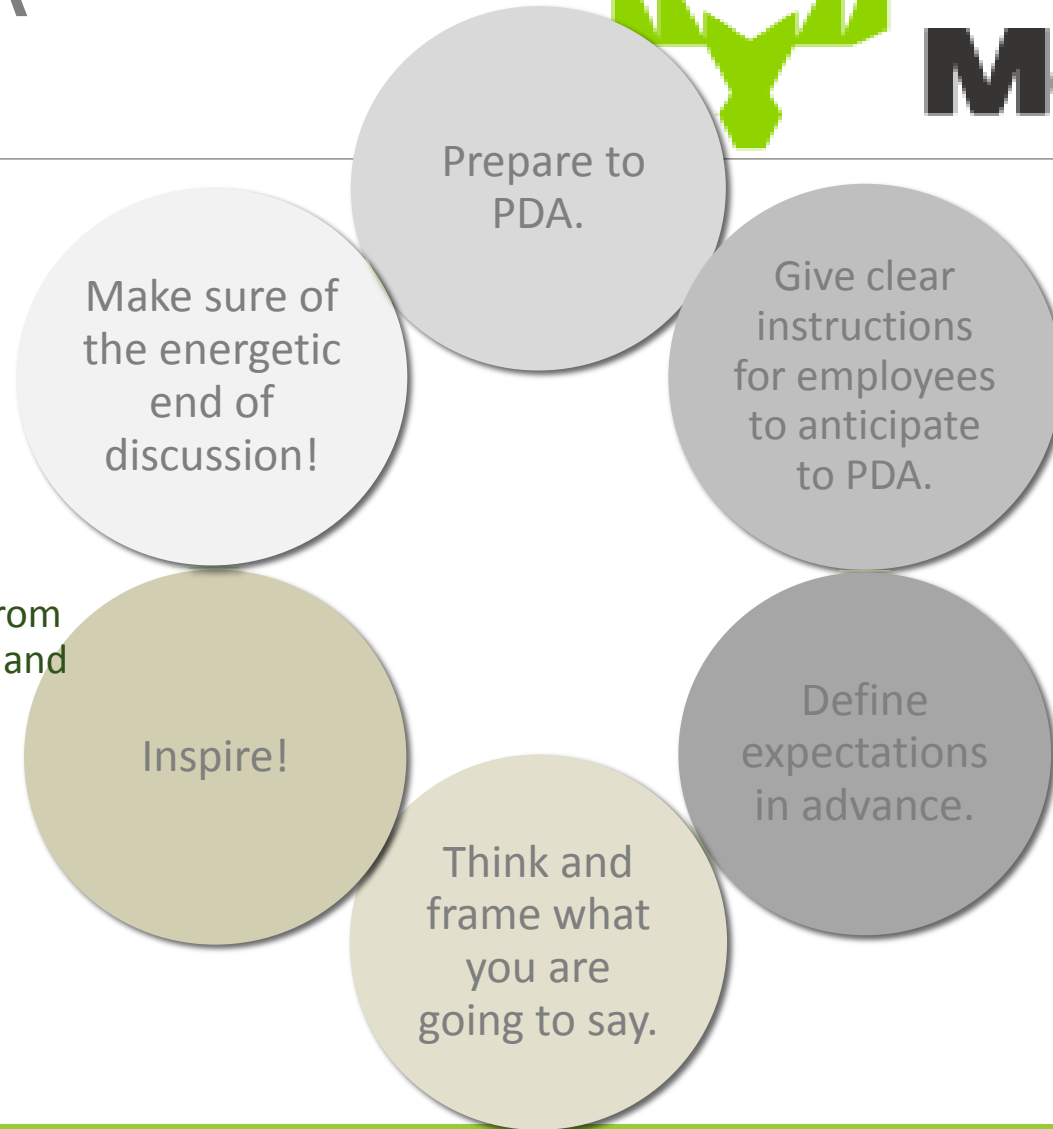 Prepare to
PDA.
Give clear
instructions
for employees
to anticipate
to PDA.
Define
expectations
in advance.
Think and
frame what
you are
going to say.
Inspire!
Make sure of
the energetic
end of
discussion!
and